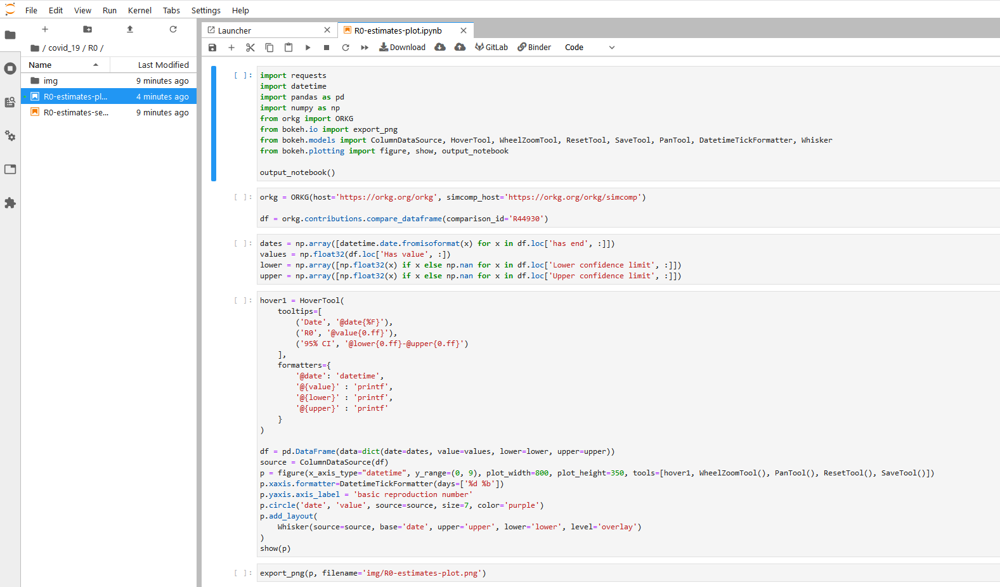 File Edit View Run Kernel Tabs Settings Help
/ covid_19 / R0 /
Name Last Modified
img 9 minutes ago
R0-estimates-pl... 4 minutes ago
R0-estimates-se... 9 minutes ago
Launcher R0-estimates-plot.ipynb
Download GitLab Binder Code
[ ]: import requests
import datetime
import pandas as pd
import numpy as np
from orkg import ORKG
from bokeh.io import export_png
from bokeh.models import ColumnDataSource, HoverTool, WheelZoomTool, ResetTool, SaveTool, PanTool, DatetimeTickFormatter, Whisker
from bokeh.plotting import figure, show, output_notebook
output_notebook()
[ ]: orkg = ORKG(host='https://orkg.org/orkg', simcomp_host='https://orkg.org/orkg/simcomp')
df = orkg.contributions.compare_dataframe(comparison_id='R44930')
[ ]: dates = np.array([datetime.date.fromisoformat(x) for x in df.loc['has end', :]])
values = np.float32(df.loc['Has value', :])
lower = np.array([np.float32(x) if x else np.nan for x in df.loc['Lower confidence limit', :]])
upper = np.array([np.float32(x) if x else np.nan for x in df.loc['Upper confidence limit', :]])
[ ]: hover1 = HoverTool(
tooltips=[
('Date', '@date{%F}'),
('R0', '@value{0.ff}'),
('95% CI', '@lower{0.ff}-@upper{0.ff}')
],
formatters={
'@date': 'datetime',
'@{value}' : 'printf',
'@{lower}' : 'printf',
'@{upper}' : 'printf'
}
)
df = pd.DataFrame(data=dict(date=dates, value=values, lower=lower, upper=upper))
source = ColumnDataSource(df)
p = figure(x_axis_type="datetime", y_range=(0, 9), plot_width=800, plot_height=350, tools=[hover1, WheelZoomTool(), PanTool(), ResetTool(), SaveTool()])
p.xaxis.formatter=DatetimeTickFormatter(days=['%d %b'])
p.yaxis.axis_label = 'basic reproduction number'
p.circle('date', 'value', source=source, size=7, color='purple')
p.add_layout(
Whisker(source=source, base='date', upper='upper', lower='lower', level='overlay')
)
show(p)
[ ]: export_png(p, filename='img/R0-estimates-plot.png')